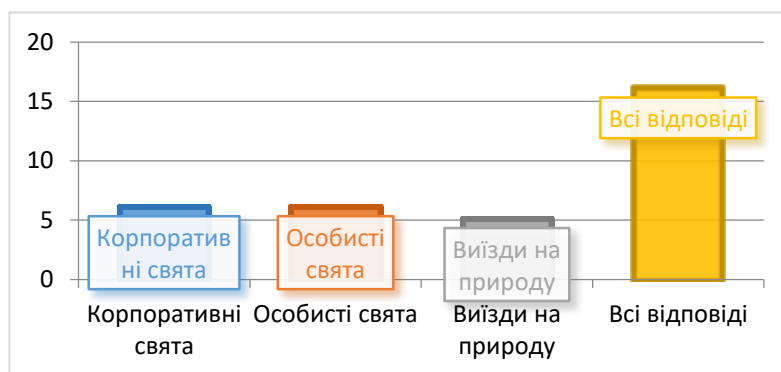 20
15
10
5
0
Всі відповіді
Корпоратив
ні свята
Особисті
свята
Виїзди на
природу
Корпоративні
свята
Особисті свята
Виїзди на
природу
Всі відповіді